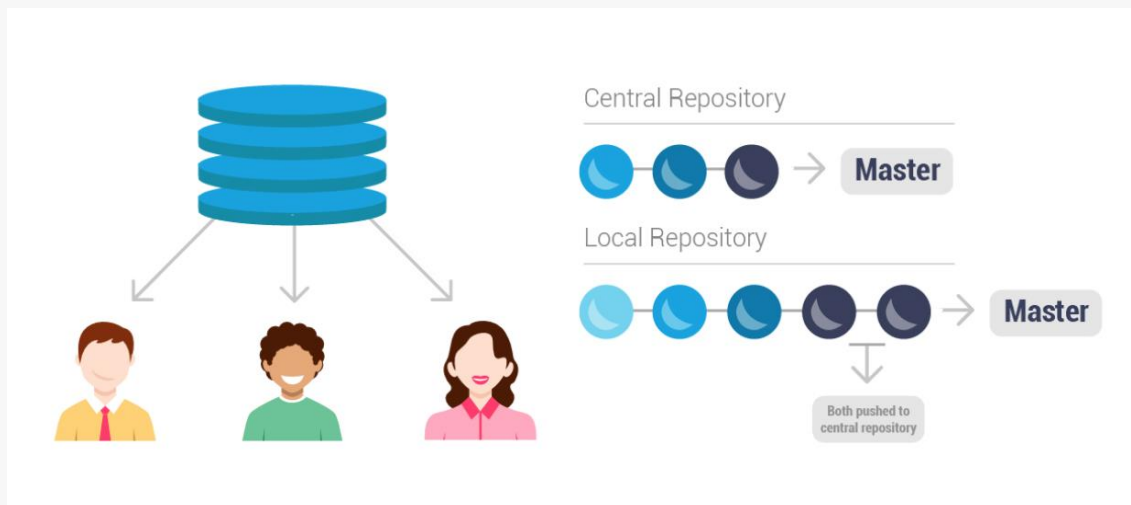 Central Repository
Master
Local Repository
Master
Both pushed to
central repository